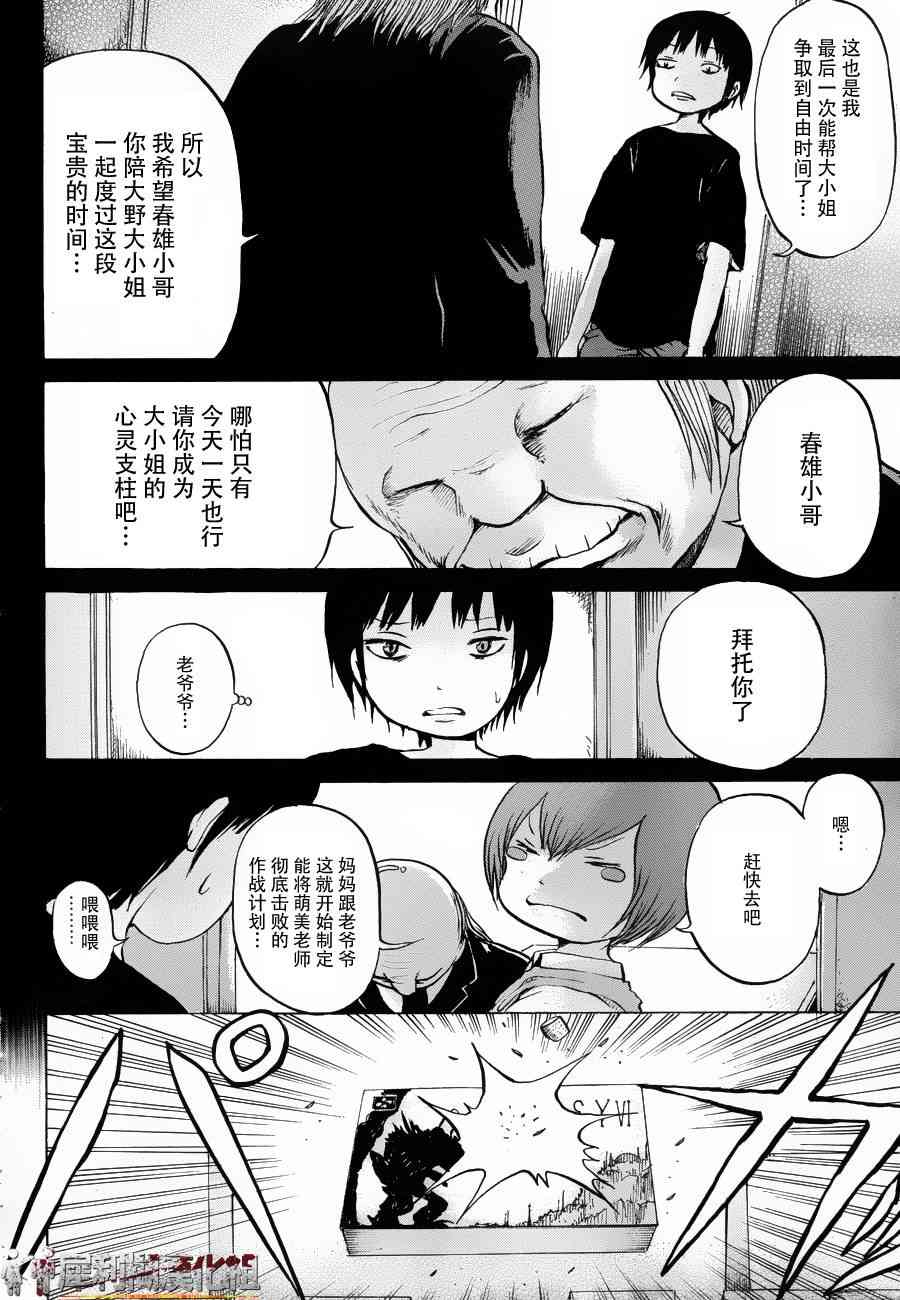 这也是我
最后一次能帮大小姐
争取到自由时间了…
所以
我希望春雄小哥
你陪大野大小姐
一起度过这段
宝贵的时间…
春雄小哥
哪怕只有
今天一天也行
请你成为
大小姐的
心灵支柱吧…
拜托你了
老爷爷…
嗯…
赶快去吧
妈妈跟老爷爷
这就开始制定
能将萌美老师
彻底击败的
作战计划…
喂喂喂
………
パサ
SYVI